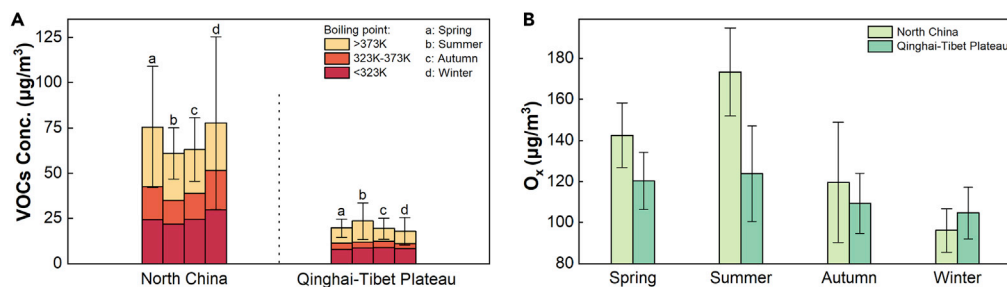 A
VOCs Conc. (μg/m³)
125
100
75
50
25
0
Boiling point:
>373K
323K-373K
<323K
a: Spring
b: Summer
c: Autumn
d: Winter
a
b
c
d
a
b
c
d
North China
Qinghai-Tibet Plateau
B
Oₓ (μg/m³)
180
160
140
120
100
80
North China
Qinghai-Tibet Plateau
Spring
Summer
Autumn
Winter